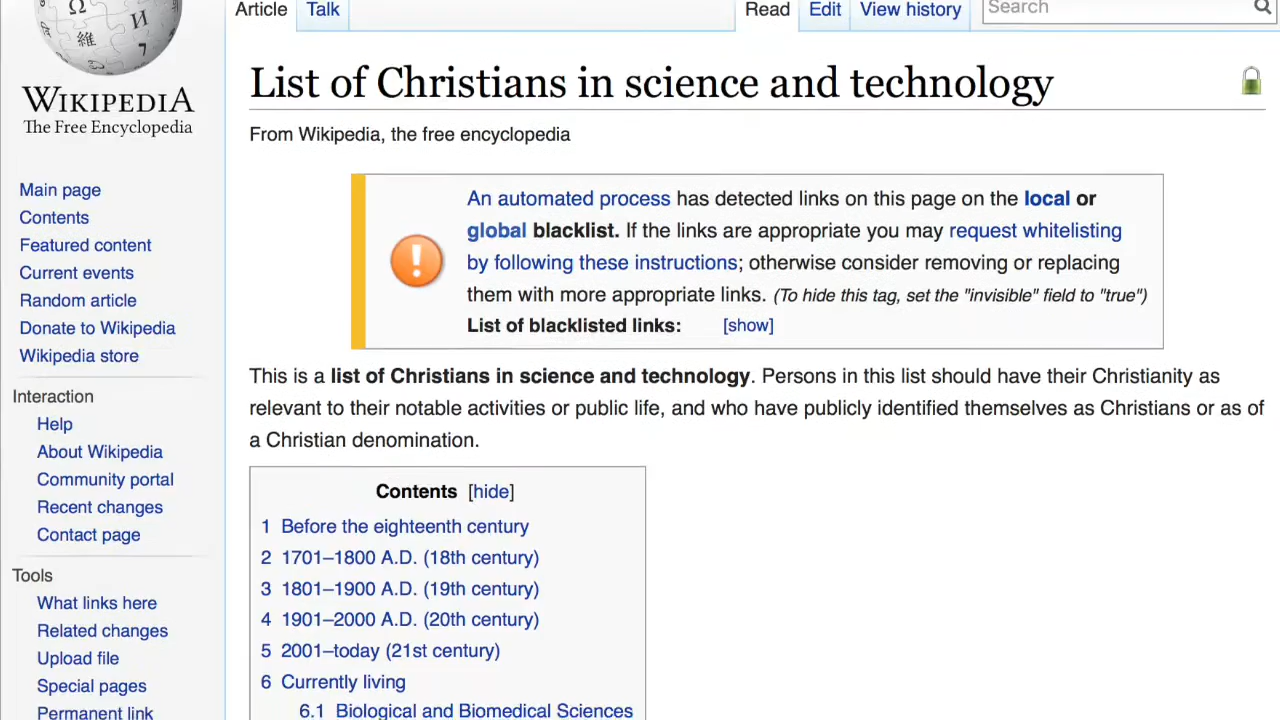 Article
Talk
Read
Edit
View history
Search
Ω
И
維
7
WIKIPEDIA
The Free Encyclopedia
List of Christians in science and technology
From Wikipedia, the free encyclopedia
Main page
Contents
Featured content
Current events
Random article
Donate to Wikipedia
Wikipedia store
Interaction
Help
About Wikipedia
Community portal
Recent changes
Contact page
Tools
What links here
Related changes
Upload file
Special pages
Permanent link
!
An automated process has detected links on this page on the local or
global blacklist. If the links are appropriate you may request whitelisting
by following these instructions; otherwise consider removing or replacing
them with more appropriate links. (To hide this tag, set the "invisible" field to "true")
List of blacklisted links: [show]
This is a list of Christians in science and technology. Persons in this list should have their Christianity as
relevant to their notable activities or public life, and who have publicly identified themselves as Christians or as of
a Christian denomination.
Contents [hide]
1 Before the eighteenth century
2 1701–1800 A.D. (18th century)
3 1801–1900 A.D. (19th century)
4 1901–2000 A.D. (20th century)
5 2001–today (21st century)
6 Currently living
6.1 Biological and Biomedical Sciences